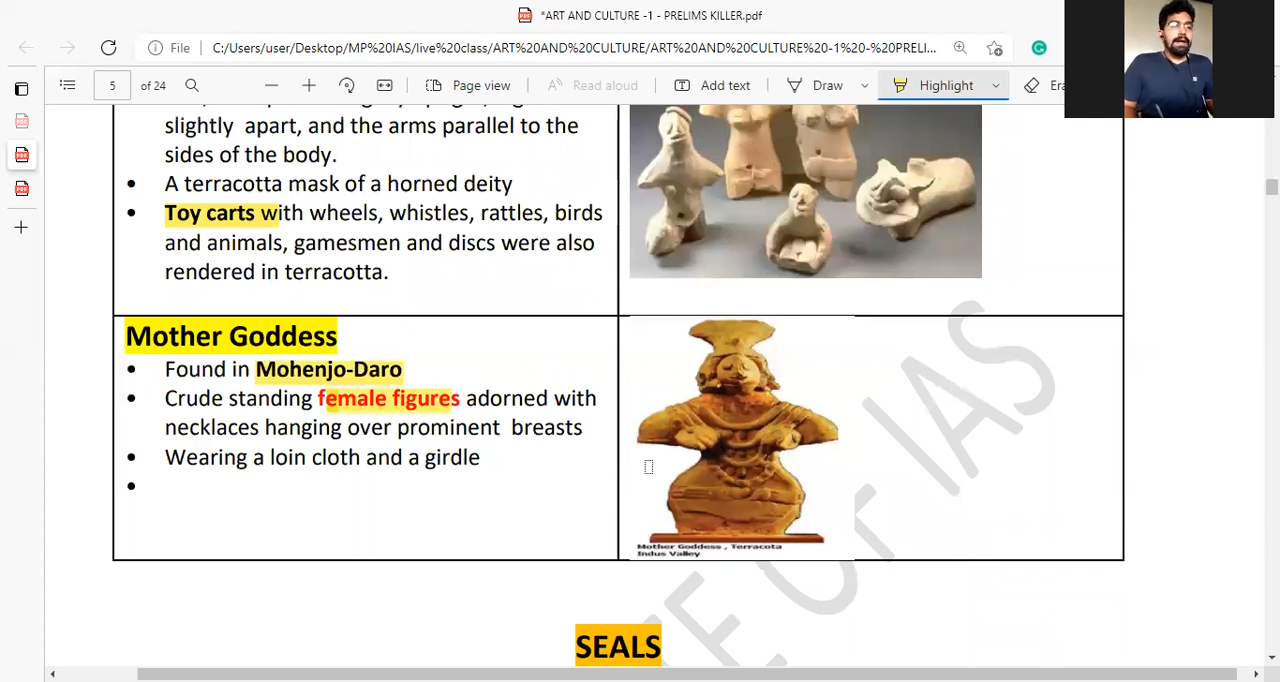 *ART AND CULTURE -1 - PRELIMS KILLER.pdf
File C:/Users/user/Desktop/MP%20IAS/live%20class/ART%20AND%20CULTURE/ART%20AND%20CULTURE%20-1%20-%20PRELI...
5 of 24 Page view Read aloud Add text Draw Highlight
slightly apart, and the arms parallel to the
sides of the body.
• A terracotta mask of a horned deity
• Toy carts with wheels, whistles, rattles, birds
and animals, gamesmen and discs were also
rendered in terracotta.
Mother Goddess
• Found in Mohenjo-Daro
• Crude standing female figures adorned with
necklaces hanging over prominent breasts
• Wearing a loin cloth and a girdle
•
Mother Goddess , Terracota
Indus Valley
IAS
SEALS